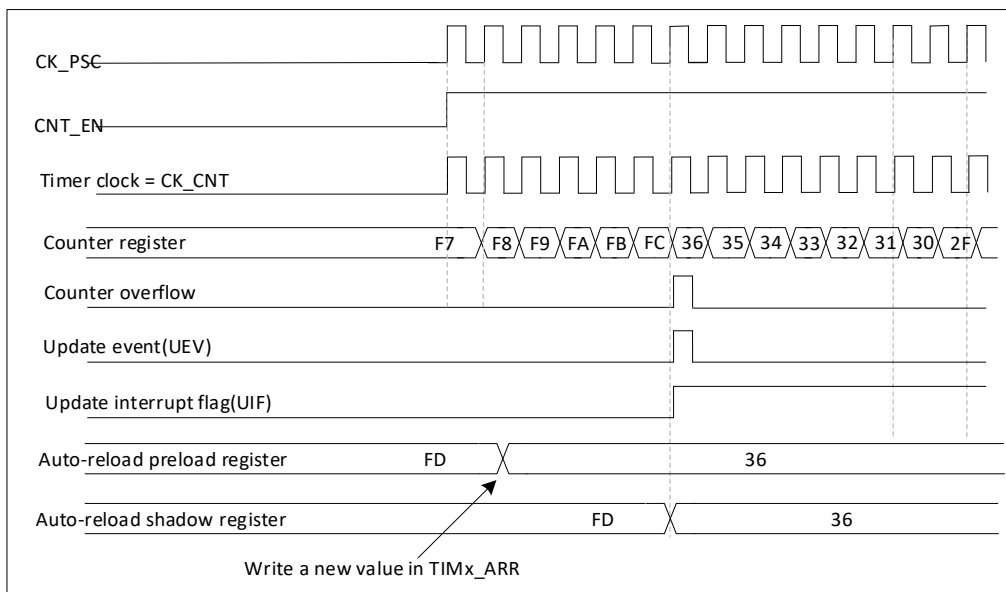 CK_PSC
CNT_EN
Timer clock = CK_CNT
Counter register F7 F8 F9 FA FB FC 36 35 34 33 32 31 30 2F
Counter overflow
Update event(UEV)
Update interrupt flag(UIF)
Auto-reload preload register FD 36
Auto-reload shadow register FD 36
Write a new value in TIMx_ARR